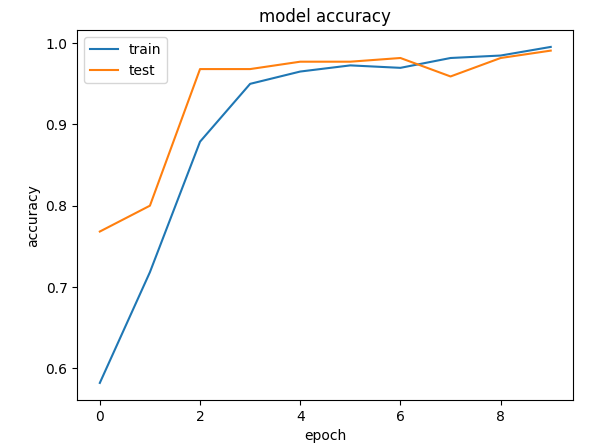 model accuracy
train
test
1.0
0.9
0.8
0.7
0.6
accuracy
0 2 4 6 8
epoch